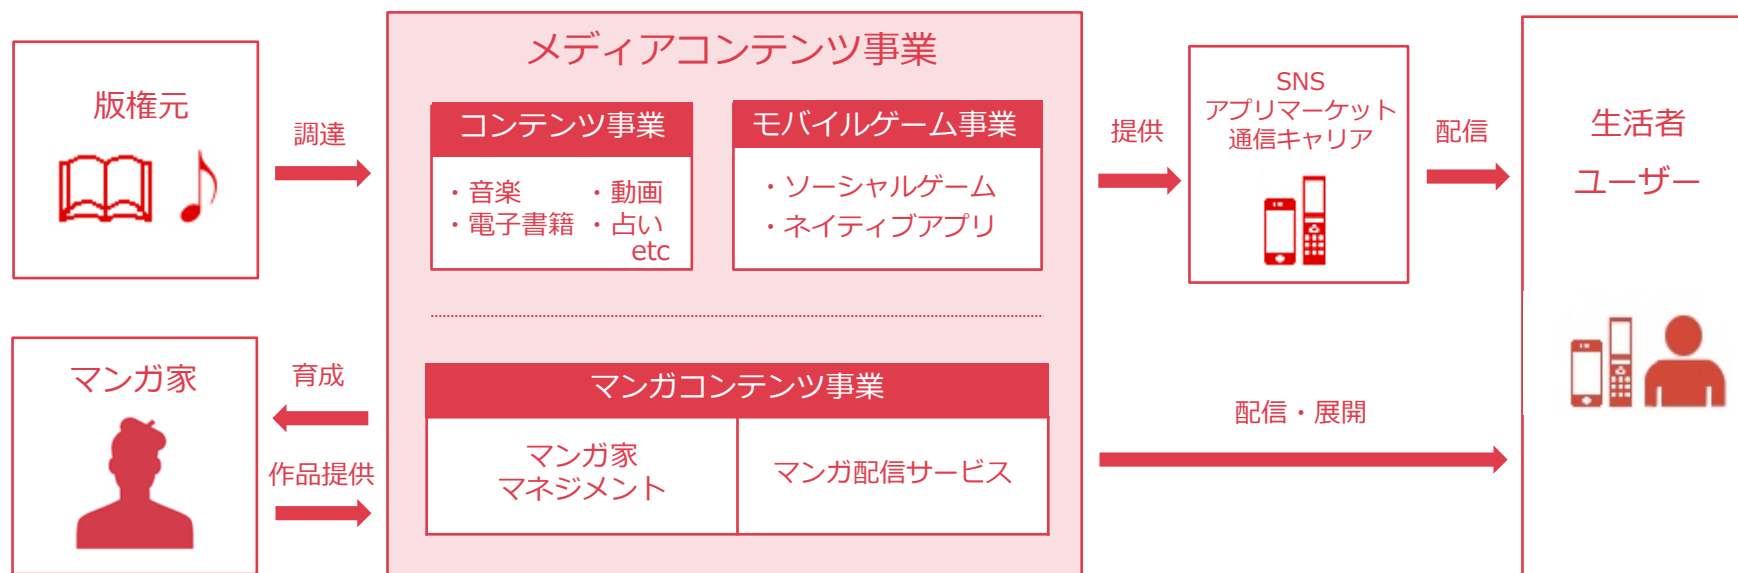 版権元
調達
メディアコンテンツ事業
コンテンツ事業
・音楽 ・動画
・電子書籍 ・占い
etc
モバイルゲーム事業
・ソーシャルゲーム
・ネイティブアプリ
提供
SNS
アプリマーケット
通信キャリア
配信
生活者
ユーザー
マンガ家
育成
作品提供
マンガコンテンツ事業
マンガ家
マネジメント
マンガ配信サービス
配信・展開